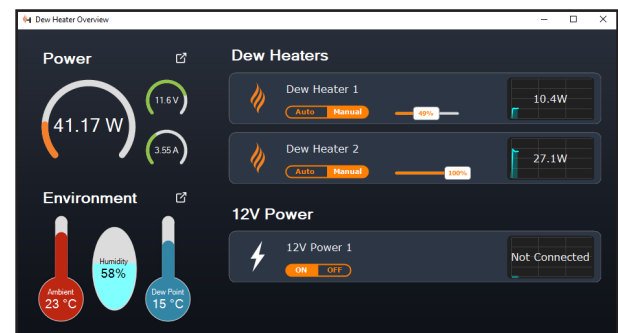 Dew Heater Overview
Power
41.17 W
11.6 V
3.55 A
Environment
Ambient
23 °C
Humidity
58%
Dew Point
15 °C
Dew Heaters
Dew Heater 1
Auto Manual
49%
10.4W
Dew Heater 2
Auto Manual
100%
27.1W
12V Power
12V Power 1
ON OFF
Not Connected